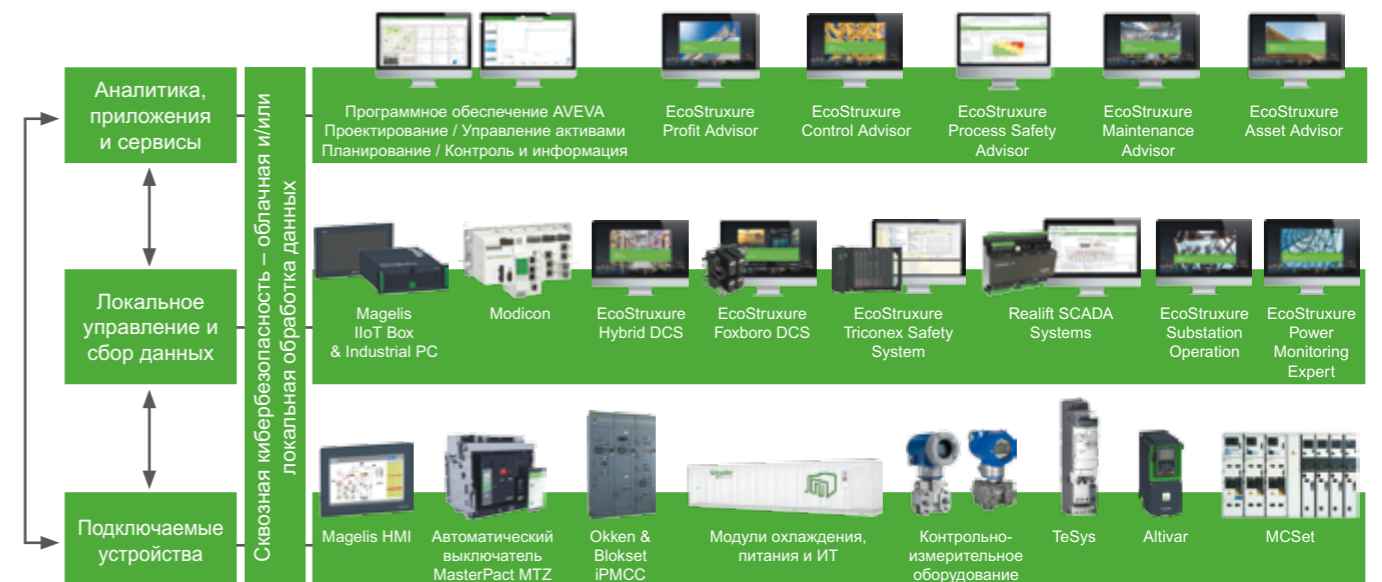 Аналитика,
приложения
и сервисы
Сквозная кибербезопасность – облачная и/или
локальная обработка данных
Программное обеспечение AVEVA
Проектирование / Управление активами
Планирование / Контроль и информация
EcoStruxure
Profit Advisor
EcoStruxure
Control Advisor
EcoStruxure
Process Safety
Advisor
EcoStruxure
Maintenance
Advisor
EcoStruxure
Asset Advisor
Локальное
управление и
сбор данных
Magelis
IIoT Box
& Industrial PC
Modicon
EcoStruxure
Hybrid DCS
EcoStruxure
Foxboro DCS
EcoStruxure
Triconex Safety
System
Realift SCADA
Systems
EcoStruxure
Substation
Operation
EcoStruxure
Power
Monitoring
Expert
Подключаемые
устройства
Magelis HMI
Автоматический
выключатель
MasterPact MTZ
Okken &
Blokset
iPMCC
Модули охлаждения,
питания и ИТ
Контрольно-
измерительное
оборудование
TeSys
Altivar
MCSet